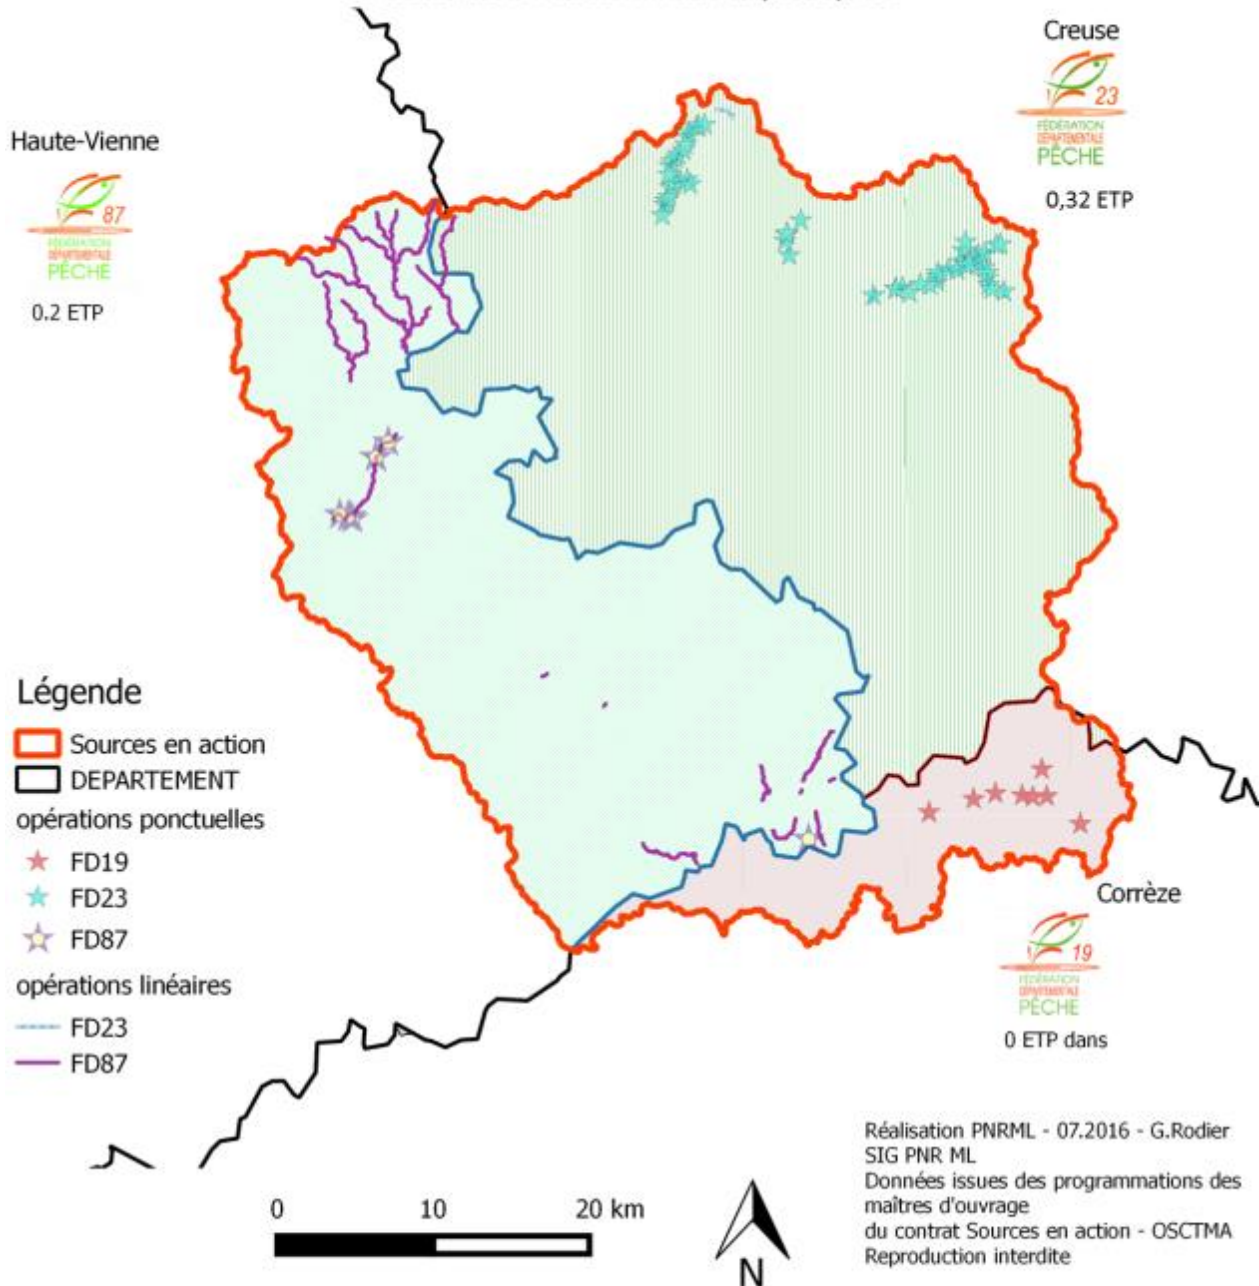 Creuse
23
FÉDÉRATION
DÉPARTEMENTALE
PÊCHE
0,32 ETP
Haute-Vienne
87
FÉDÉRATION
DÉPARTEMENTALE
PÊCHE
0.2 ETP
Légende
Sources en action
DEPARTEMENT
opérations ponctuelles
FD19
FD23
FD87
opérations linéaires
FD23
FD87
Corrèze
19
FÉDÉRATION
DÉPARTEMENTALE
PÊCHE
0 ETP dans
0 10 20 km
N
Réalisation PNRML - 07.2016 - G.Rodier
SIG PNR ML
Données issues des programmations des
maîtres d'ouvrage
du contrat Sources en action - OSCTMA
Reproduction interdite